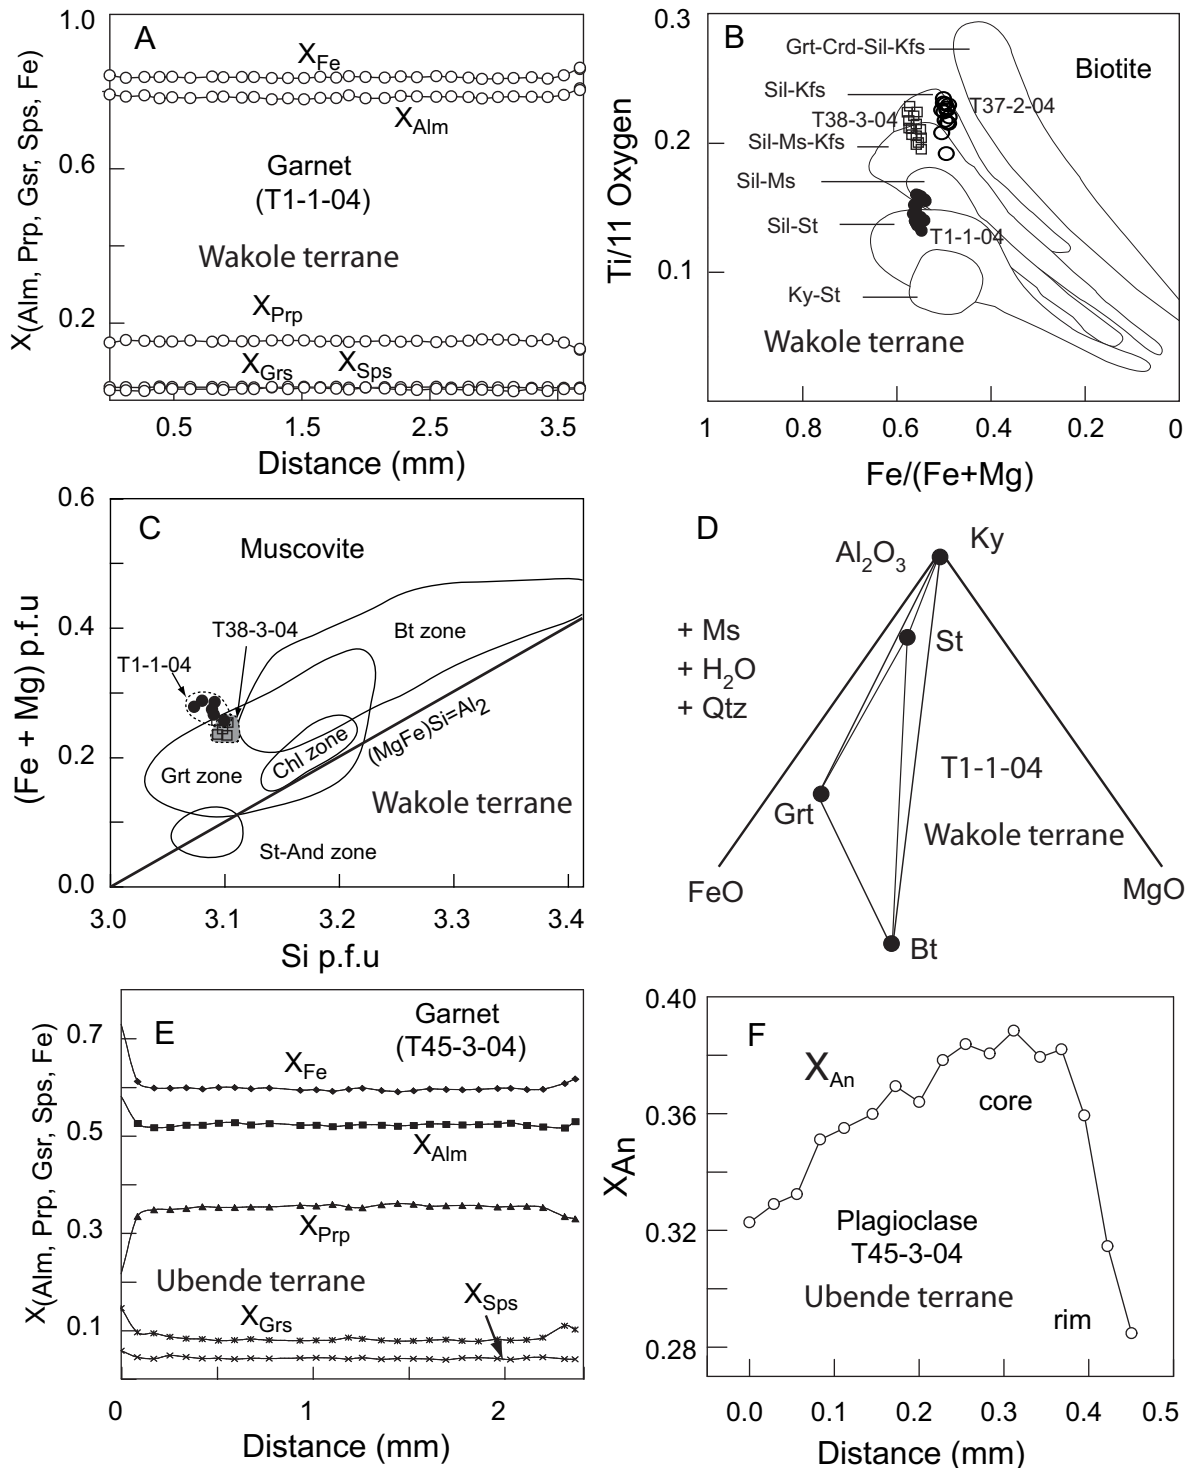 A
1.0
0.6
0.2
X(Alm, Prp, Gsr, Sps, Fe)
XFe
XAlm
Garnet
(T1-1-04)
Wakole terrane
XPrp
XGrs
XSps
0.5
1.5
2.5
3.5
Distance (mm)
B
0.3
0.2
0.1
Ti/11 Oxygen
Grt-Crd-Sil-Kfs
Biotite
Sil-Kfs
T37-2-04
T38-3-04
Sil-Ms-Kfs
Sil-Ms
Sil-St
T1-1-04
Ky-St
Wakole terrane
1
0.8
0.6
0.4
0.2
0
Fe/(Fe+Mg)
C
0.6
0.4
0.2
0.0
(Fe + Mg) p.f.u
Muscovite
T38-3-04
Bt zone
T1-1-04
(MgFe)Si=Al2
Chl zone
Grt zone
Wakole terrane
St-And zone
3.0
3.1
3.2
3.3
3.4
Si p.f.u
D
Al2O3
Ky
+ Ms
+ H2O
+ Qtz
St
T1-1-04
Grt
Wakole terrane
FeO
MgO
Bt
E
0.7
0.5
0.3
0.1
X(Alm, Prp, Gsr, Sps, Fe)
Garnet
(T45-3-04)
XFe
XAlm
XPrp
Ubende terrane
XSps
XGrs
0
1
2
Distance (mm)
F
0.40
0.36
0.32
0.28
XAn
XAn
core
Plagioclase
T45-3-04
Ubende terrane
rim
0.0
0.1
0.2
0.3
0.4
0.5
Distance (mm)